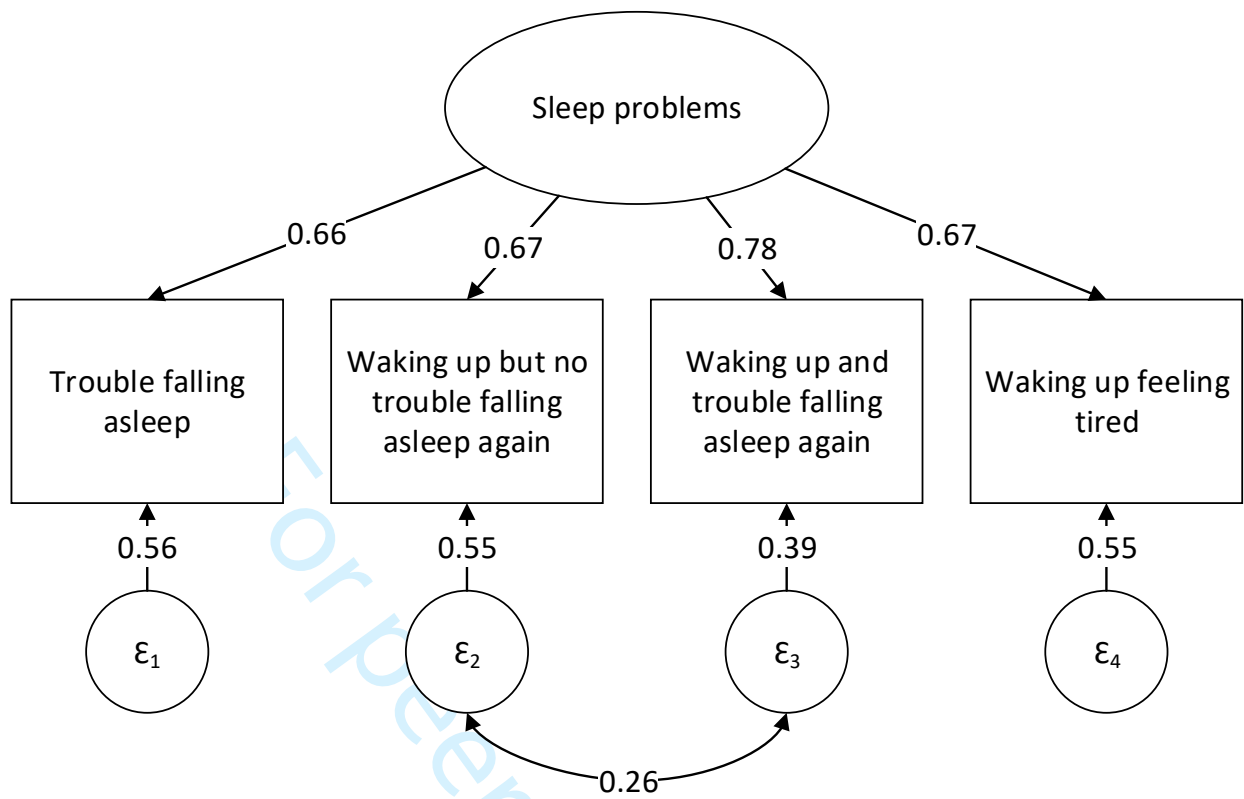 Sleep problems
0.66
0.67
0.78
0.67
Trouble falling
asleep
Waking up but no
trouble falling
asleep again
Waking up and
trouble falling
asleep again
Waking up feeling
tired
0.56
0.55
0.39
0.55
ε₁
ε₂
ε₃
ε₄
0.26
For peer